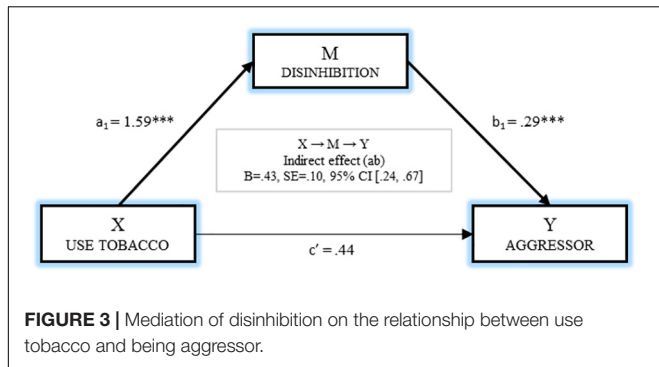 M
DISINHIBITION
a₁ = 1.59***
b₁ = .29***
X → M → Y
Indirect effect (ab)
B=.43, SE=.10, 95% CI [.24, .67]
X
USE TOBACCO
Y
AGGRESSOR
c′ = .44
FIGURE 3 | Mediation of disinhibition on the relationship between use
tobacco and being aggressor.